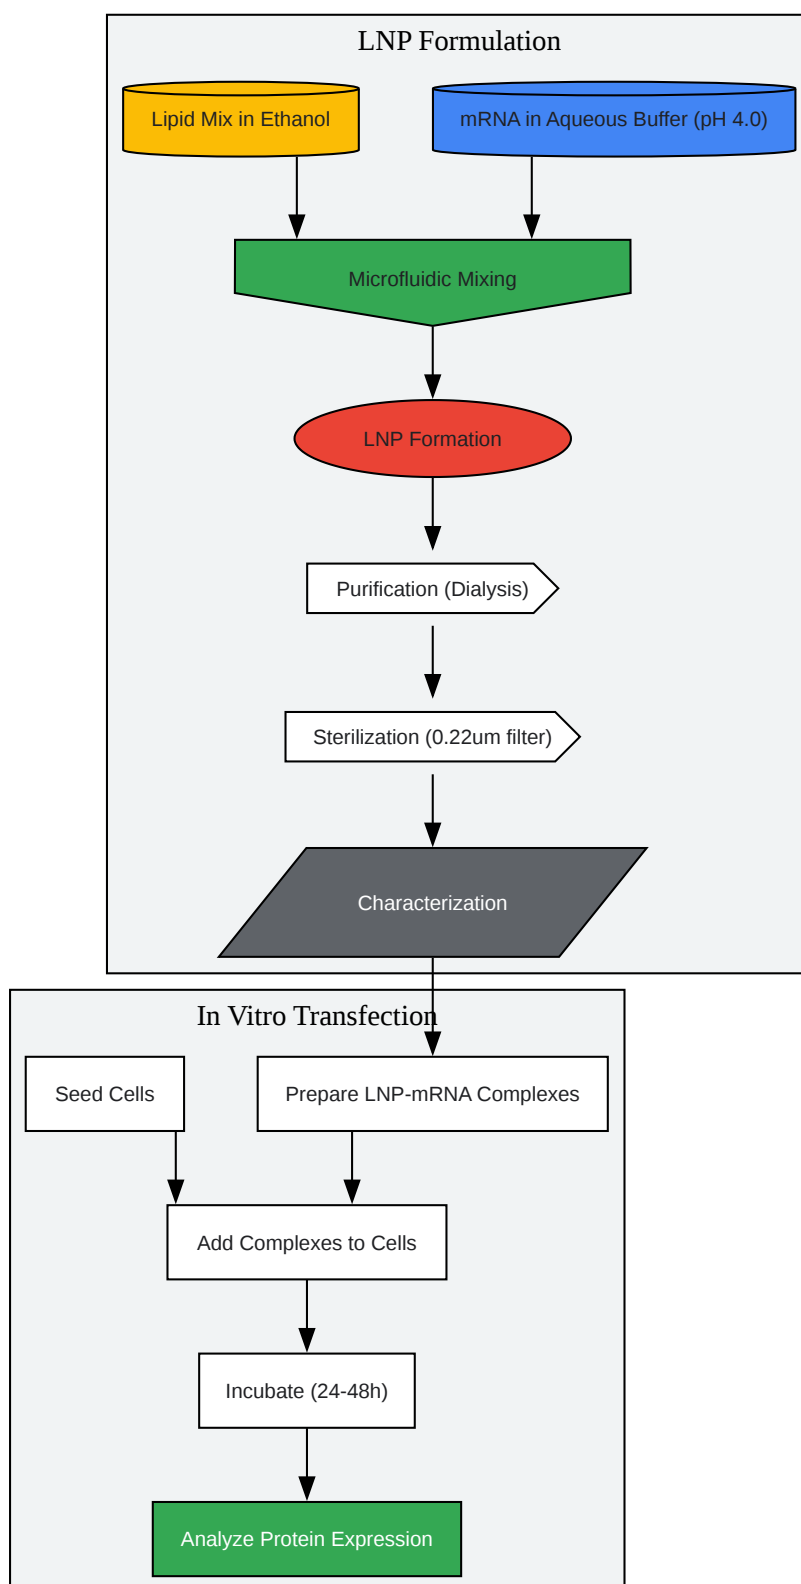 LNP Formulation
Lipid Mix in Ethanol
mRNA in Aqueous Buffer (pH 4.0)
Microfluidic Mixing
LNP Formation
Purification (Dialysis)
Sterilization (0.22um filter)
Characterization
In Vitro Transfection
Seed Cells
Prepare LNP-mRNA Complexes
Add Complexes to Cells
Incubate (24-48h)
Analyze Protein Expression